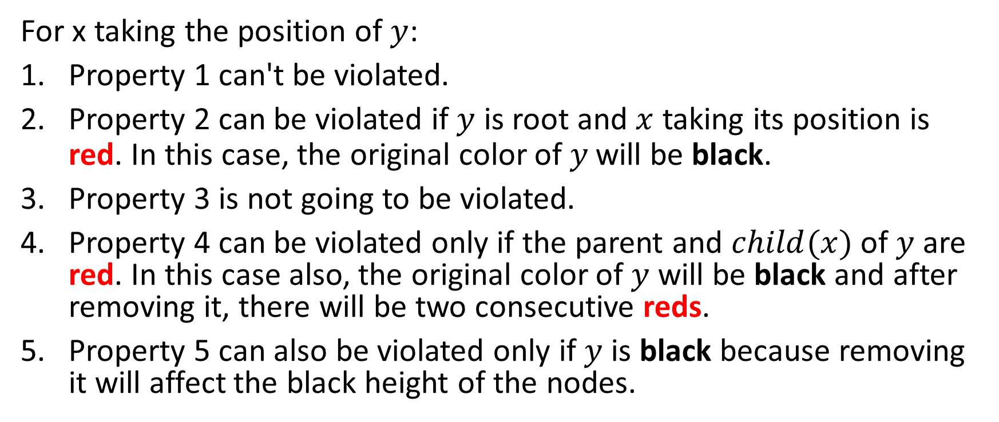 For x taking the position of y:
1. Property 1 can't be violated.
2. Property 2 can be violated if y is root and x taking its position is
red. In this case, the original color of y will be black.
3. Property 3 is not going to be violated.
4. Property 4 can be violated only if the parent and child(x) of y are
red. In this case also, the original color of y will be black and after
removing it, there will be two consecutive reds.
5. Property 5 can also be violated only if y is black because removing
it will affect the black height of the nodes.